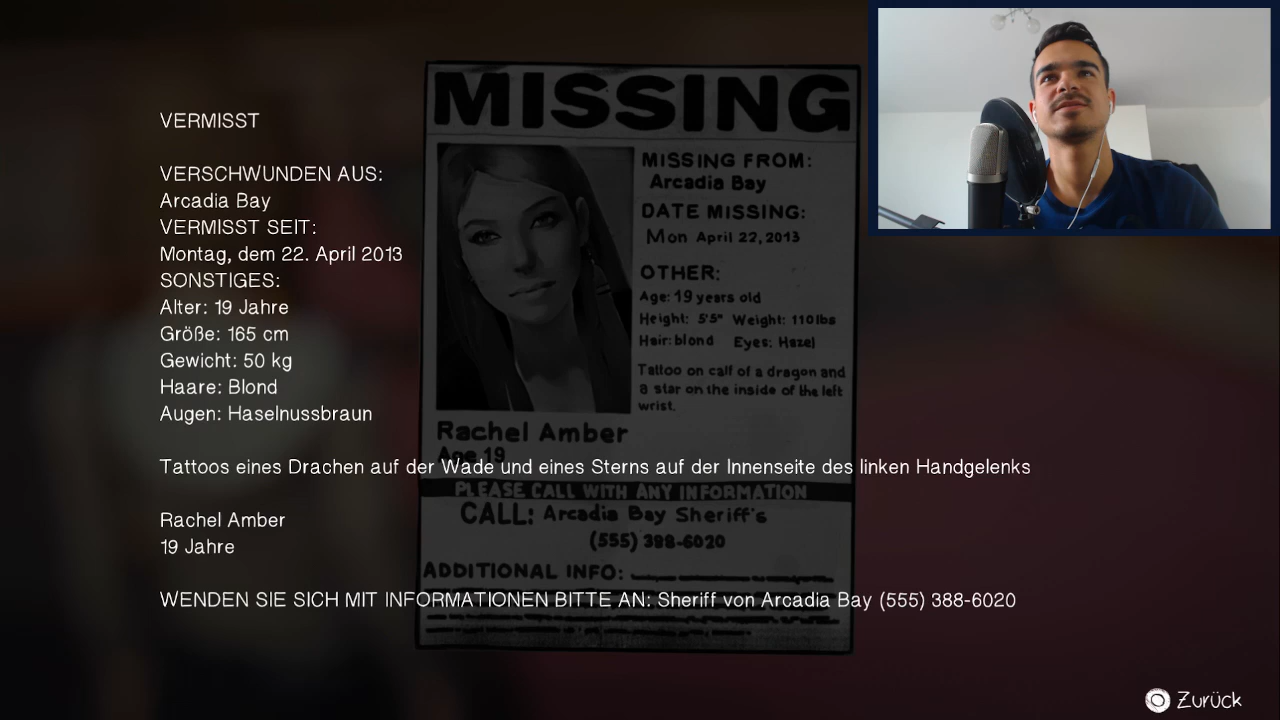 VERMISST
VERSCHWUNDEN AUS:
Arcadia Bay
VERMISST SEIT:
Montag, dem 22. April 2013
SONSTIGES:
Alter: 19 Jahre
Größe: 165 cm
Gewicht: 50 kg
Haare: Blond
Augen: Haselnussbraun
Tattoos eines Drachen auf der Wade und eines Sterns auf der Innenseite des linken Handgelenks
Rachel Amber
19 Jahre
WENDEN SIE SICH MIT INFORMATIONEN BITTE AN: Sheriff von Arcadia Bay (555) 388-6020
MISSING
MISSING FROM:
Arcadia Bay
DATE MISSING:
Mon April 22, 2013
OTHER:
Age: 19 years old
Height: 5'5" Weight: 110lbs
Hair: blond Eyes: Hazel
Tattoo on calf of a dragon and
a star on the inside of the left
wrist.
Rachel Amber
Age 19
PLEASE CALL WITH ANY INFORMATION
CALL: Arcadia Bay Sheriff's
(555) 388-6020
ADDITIONAL INFO:
Zurück